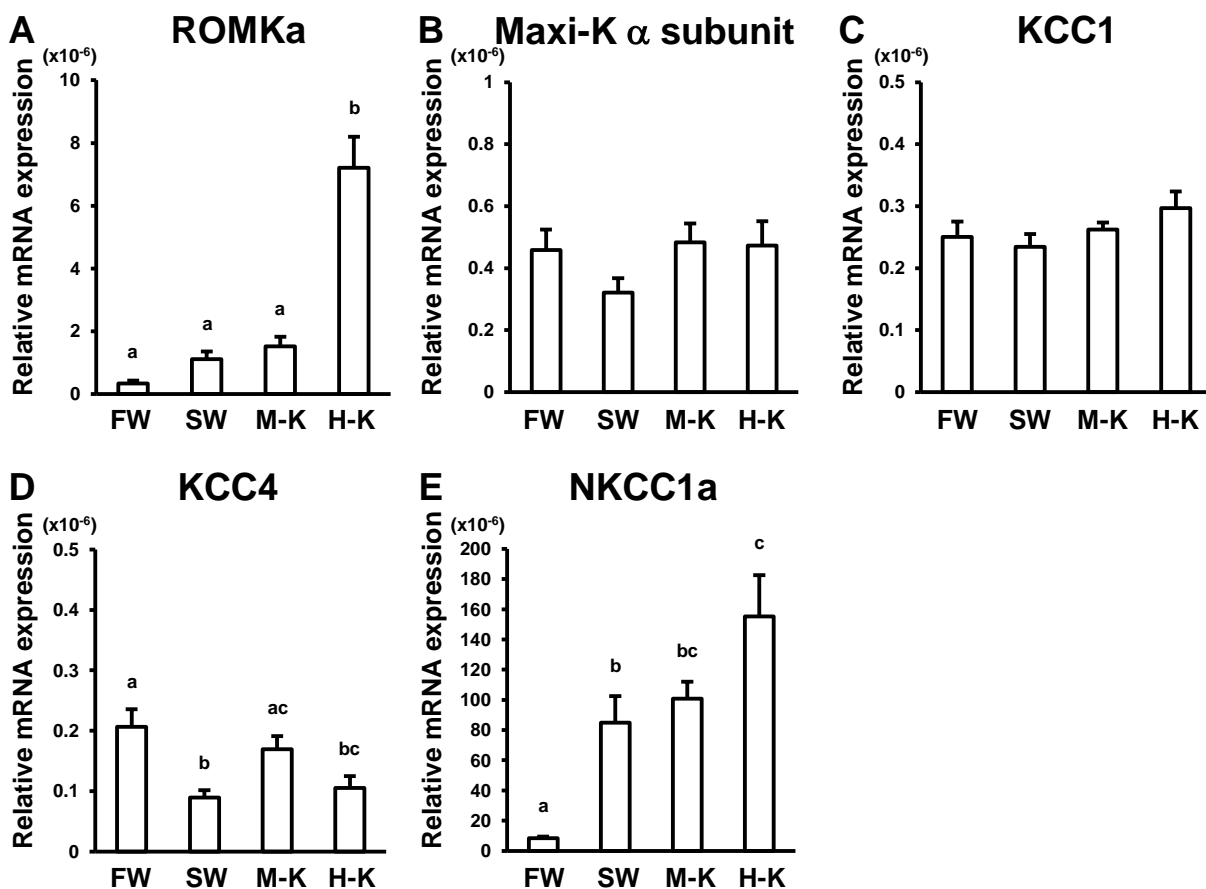 A ROMKa
(x10-6)
Relative mRNA expression
10
8
6
4
2
0
a
a
a
b
FW SW M-K H-K
B Maxi-K α subunit
(x10-6)
Relative mRNA expression
1
0.8
0.6
0.4
0.2
0
FW SW M-K H-K
C KCC1
(x10-6)
Relative mRNA expression
0.5
0.4
0.3
0.2
0.1
0
FW SW M-K H-K
D KCC4
(x10-6)
Relative mRNA expression
0.5
0.4
0.3
0.2
0.1
0
a
b
ac
bc
FW SW M-K H-K
E NKCC1a
(x10-6)
Relative mRNA expression
200
180
160
140
120
100
80
60
40
20
0
a
b
bc
c
FW SW M-K H-K